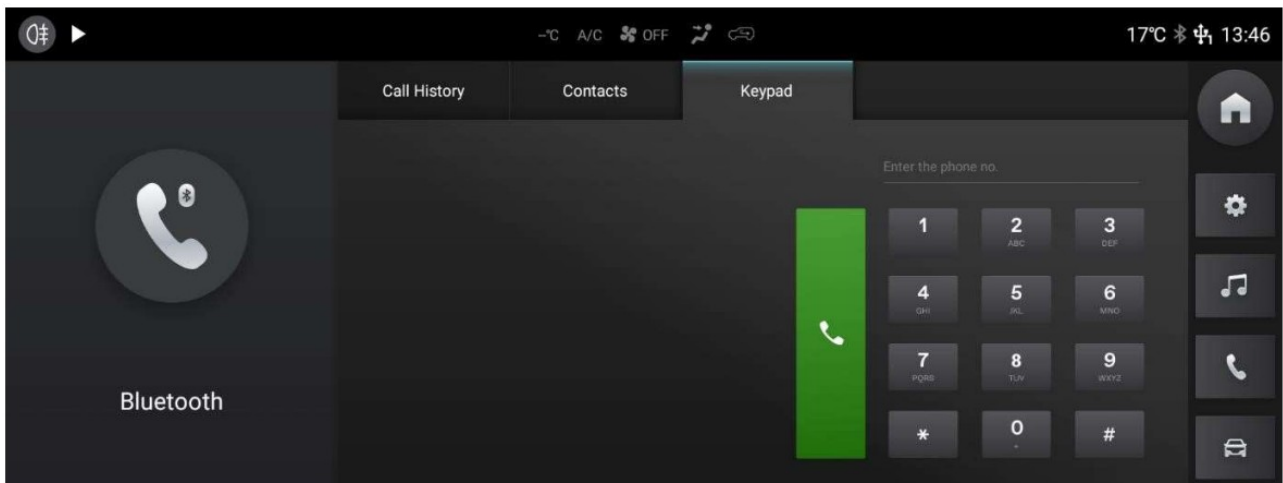 --℃ A/C OFF 17℃ 13:46
Call History Contacts Keypad
Enter the phone no.
1 2 3
ABC DEF
4 5 6
GHI JKL MNO
7 8 9
PQRS TUV WXYZ
* 0 #
-
Bluetooth